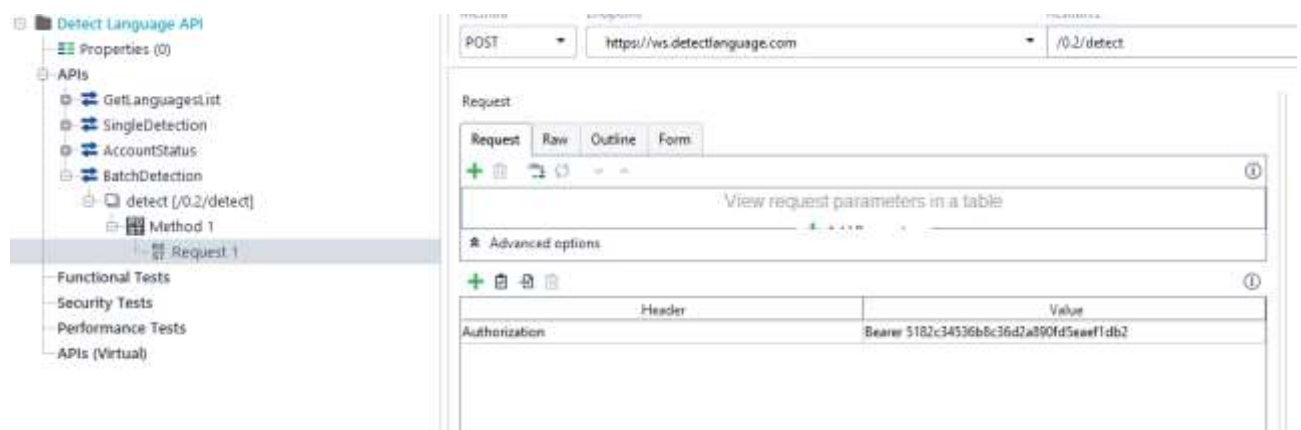 Detect Language API
Properties (0)
APIs
GetLanguagesList
SingleDetection
AccountStatus
BatchDetection
detect [/0.2/detect]
Method 1
Request 1
Functional Tests
Security Tests
Performance Tests
APIs (Virtual)
POST
https://ws.detectlanguage.com
/0.2/detect
Request
Request Raw Outline Form
View request parameters in a table
Advanced options
Header Value
Authorization Bearer 5182c34536b8c36d2a890fd5eaef1db2